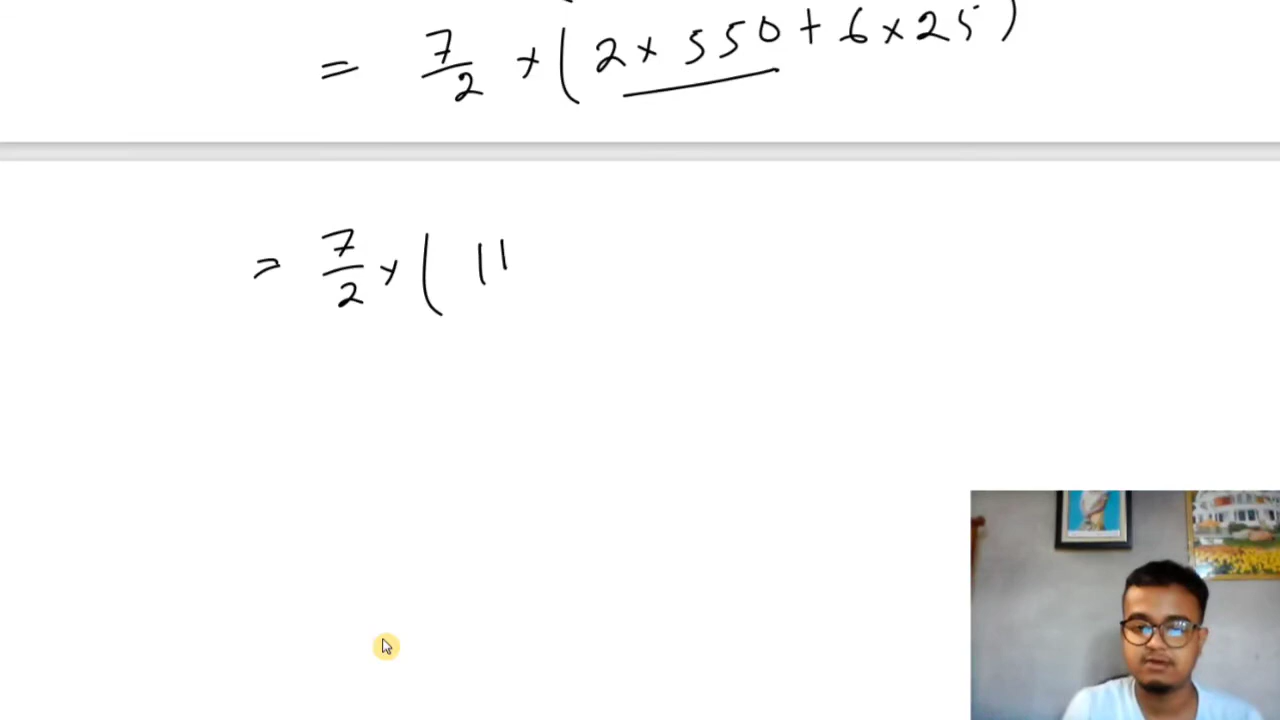 = 7/2 × ( 2 × 550 + 6 × 25 )
= 7/2 × ( 11